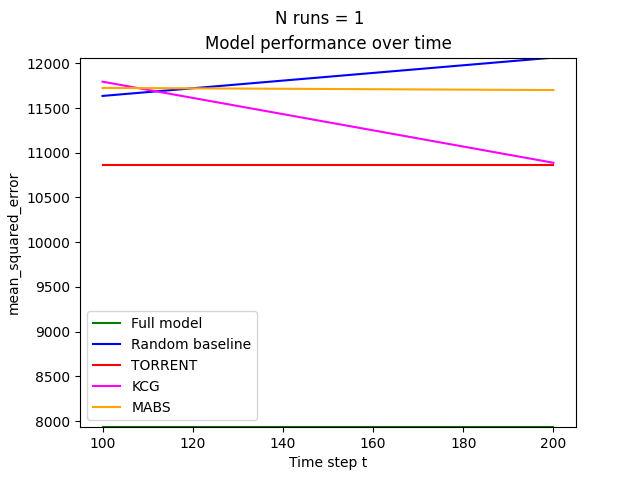 N runs = 1
Model performance over time
mean_squared_error
12000
11500
11000
10500
10000
9500
9000
8500
8000
Full model
Random baseline
TORRENT
KCG
MABS
100
120
140
160
180
200
Time step t